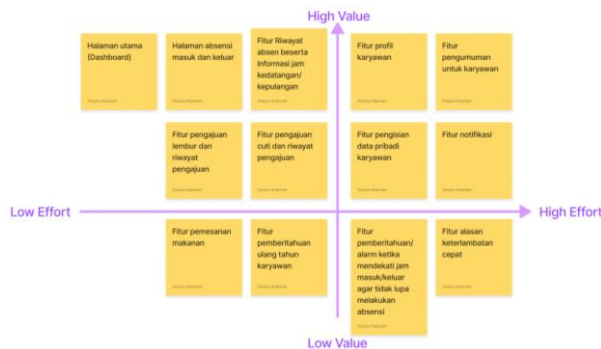 High Value
Halaman utama
(Dashboard)
Halaman absensi
masuk dan keluar
Fitur Riwayat
absen beserta
informasi jam
kedatangan/
kepulangan
Fitur profil
karyawan
Fitur
pengumuman
untuk karyawan
Fitur pengajuan
lembur dan
riwayat
pengajuan
Fitur pengajuan
cuti dan riwayat
pengajuan
Fitur pengisian
data pribadi
karyawan
Fitur notifikasi
Low Effort
High Effort
Fitur pemesanan
makanan
Fitur
pemberitahuan
ulang tahun
karyawan
Fitur
pemberitahuan/
alarm ketika
mendekati jam
masuk/keluar
agar tidak lupa
melakukan
absensi
Fitur alasan
keterlambatan
cepat
Low Value